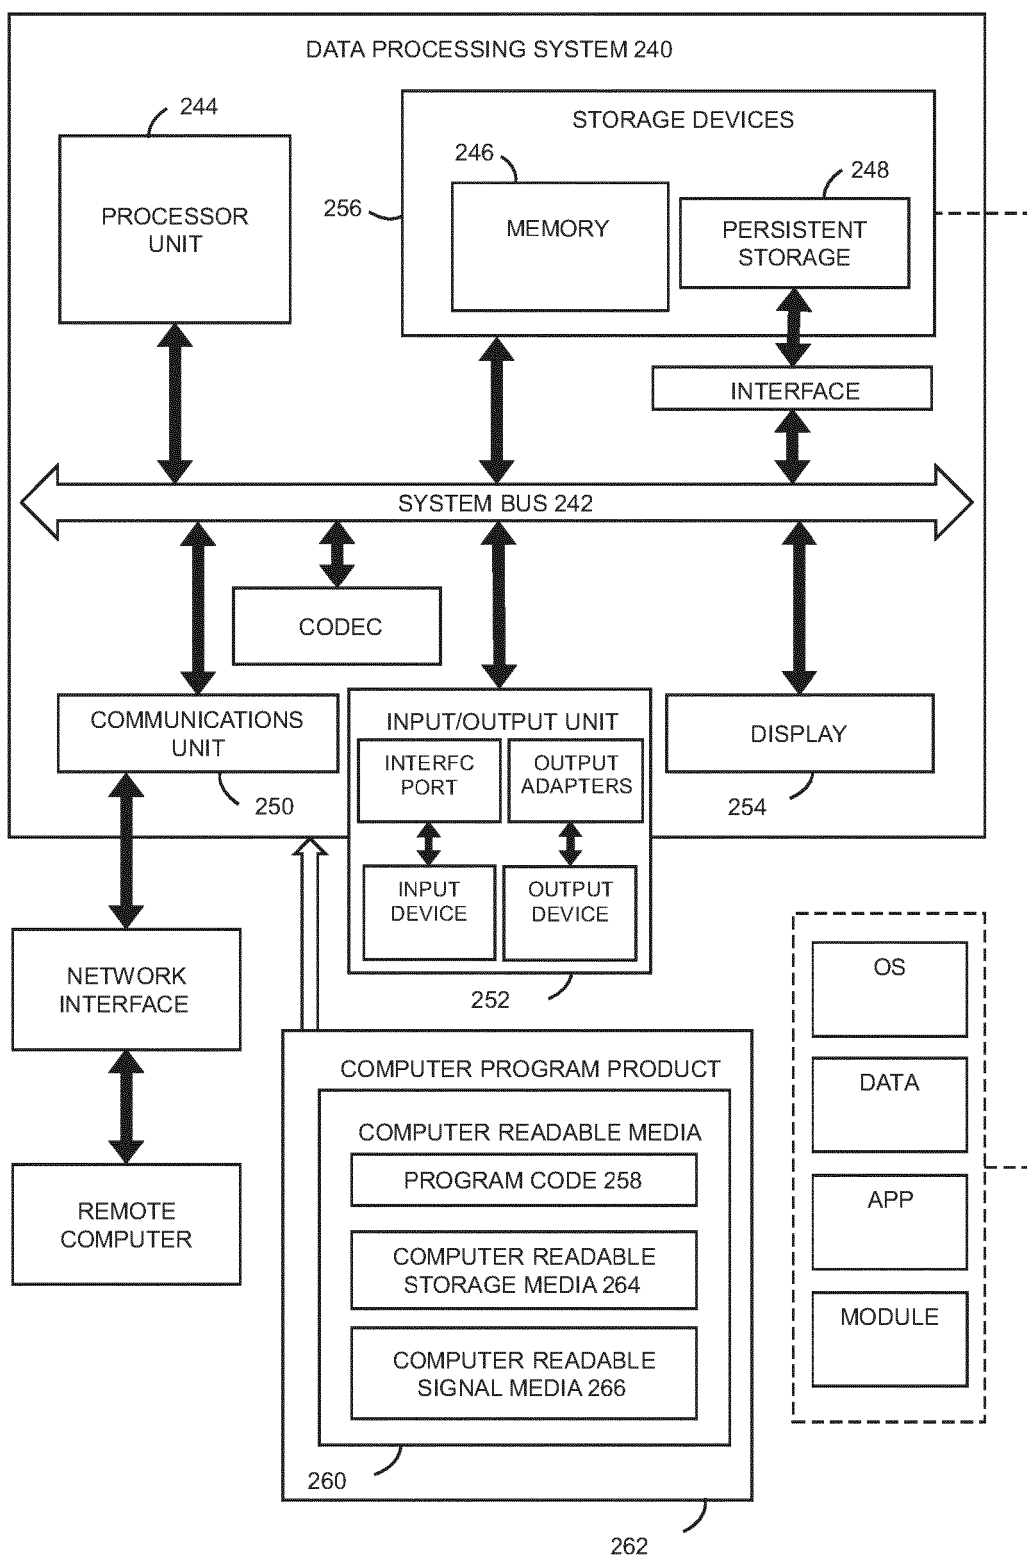 DATA PROCESSING SYSTEM 240
244
STORAGE DEVICES
246
248
256
PROCESSOR
UNIT
MEMORY
PERSISTENT
STORAGE
INTERFACE
SYSTEM BUS 242
CODEC
COMMUNICATIONS
UNIT
250
INPUT/OUTPUT UNIT
INTERFC
PORT
OUTPUT
ADAPTERS
INPUT
DEVICE
OUTPUT
DEVICE
252
DISPLAY
254
NETWORK
INTERFACE
REMOTE
COMPUTER
COMPUTER PROGRAM PRODUCT
COMPUTER READABLE MEDIA
PROGRAM CODE 258
COMPUTER READABLE
STORAGE MEDIA 264
COMPUTER READABLE
SIGNAL MEDIA 266
260
262
OS
DATA
APP
MODULE